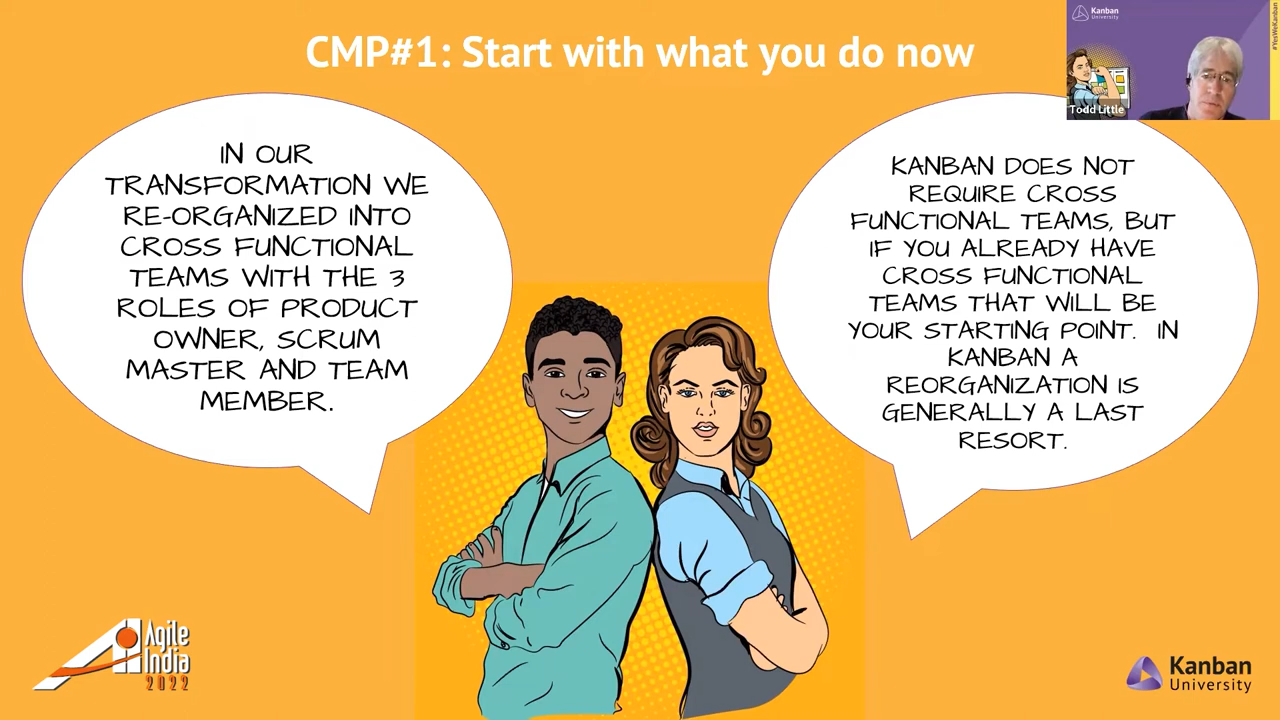 CMP#1: Start with what you do now
IN OUR
TRANSFORMATION WE
RE-ORGANIZED INTO
CROSS FUNCTIONAL
TEAMS WITH THE 3
ROLES OF PRODUCT
OWNER, SCRUM
MASTER AND TEAM
MEMBER.
KANBAN DOES NOT
REQUIRE CROSS
FUNCTIONAL TEAMS, BUT
IF YOU ALREADY HAVE
CROSS FUNCTIONAL
TEAMS THAT WILL BE
YOUR STARTING POINT. IN
KANBAN A
REORGANIZATION IS
GENERALLY A LAST
RESORT.
Kanban
University
#YesWeKanban
Todd Little
Agile
India
2022
Kanban
University